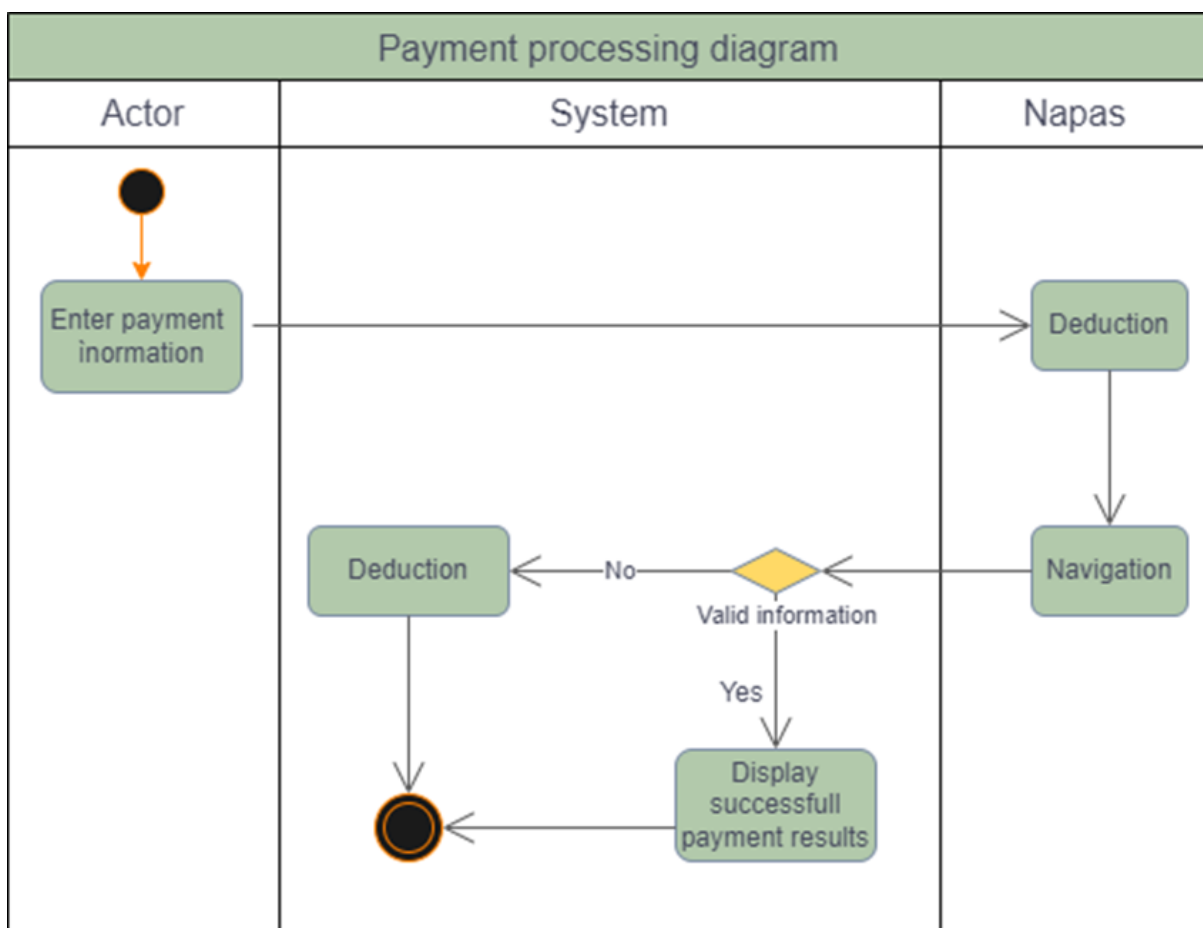 Payment processing diagram
Actor
System
Napas
Enter payment
inormation
Deduction
Deduction
No
Valid information
Navigation
Yes
Display
successfull
payment results